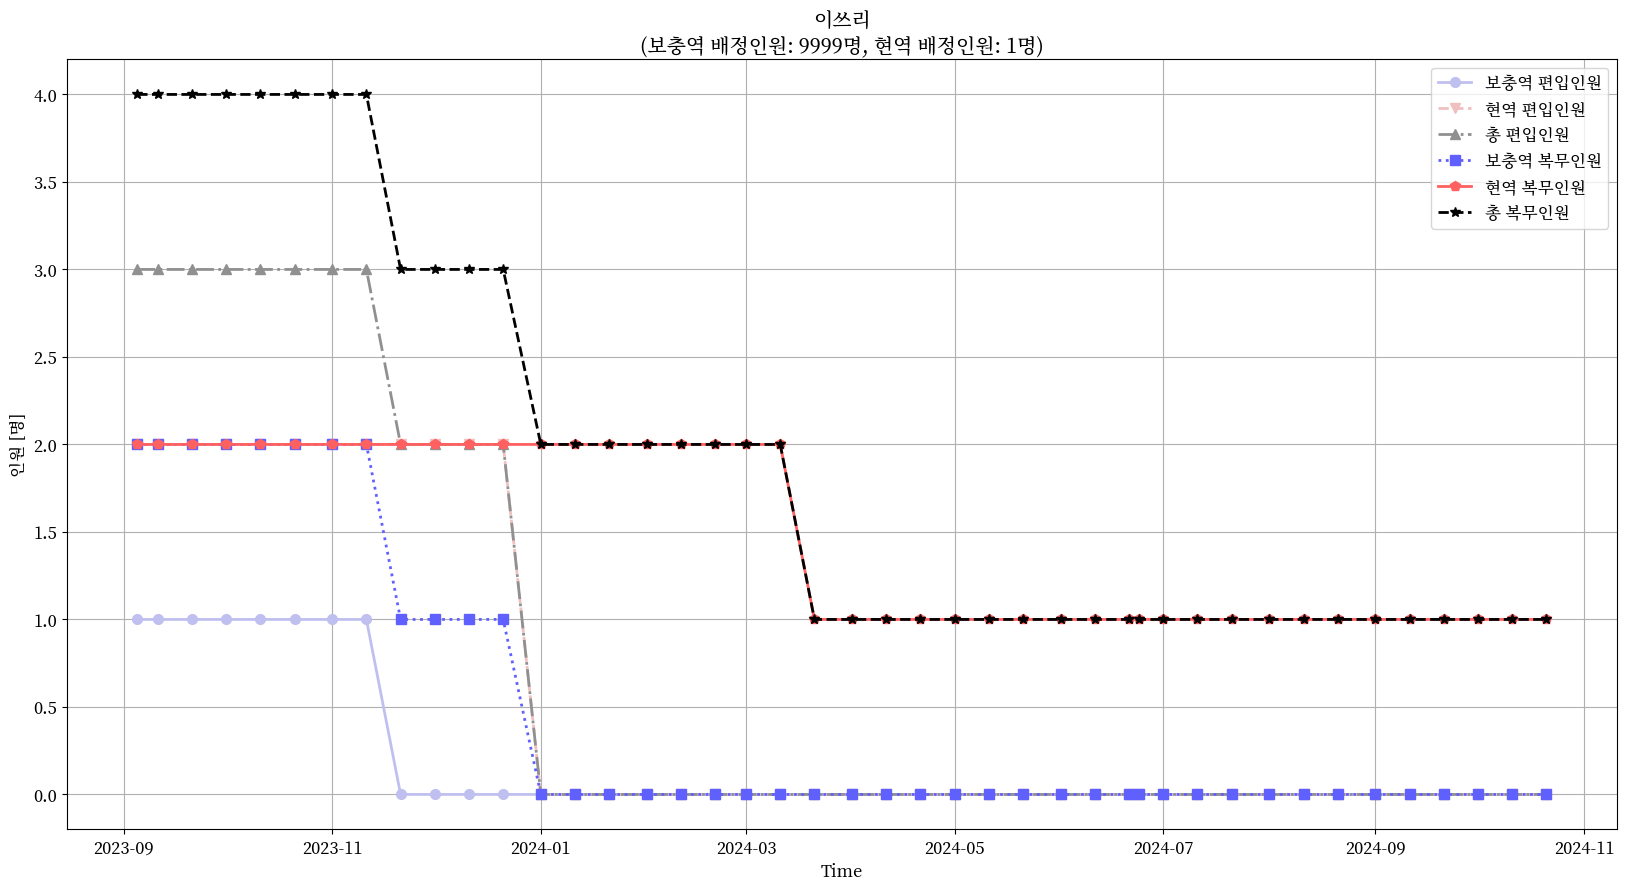 이쓰리
(보충역 배정인원: 9999명, 현역 배정인원: 1명)
보충역 편입인원
현역 편입인원
총 편입인원
보충역 복무인원
현역 복무인원
총 복무인원
인원 [명]
4.0
3.5
3.0
2.5
2.0
1.5
1.0
0.5
0.0
2023-09
2023-11
2024-01
2024-03
2024-05
2024-07
2024-09
2024-11
Time